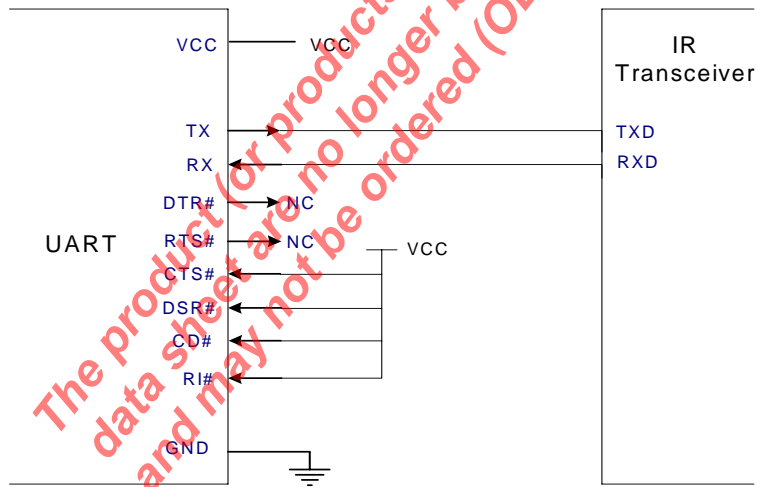 VCC
VCC
IR
Transceiver
TX
TXD
RX
RXD
DTR#
NC
UART
RTS#
NC
VCC
CTS#
DSR#
CD#
RI#
GND
The product (or products
data sheet are no longer
and may not be ordered